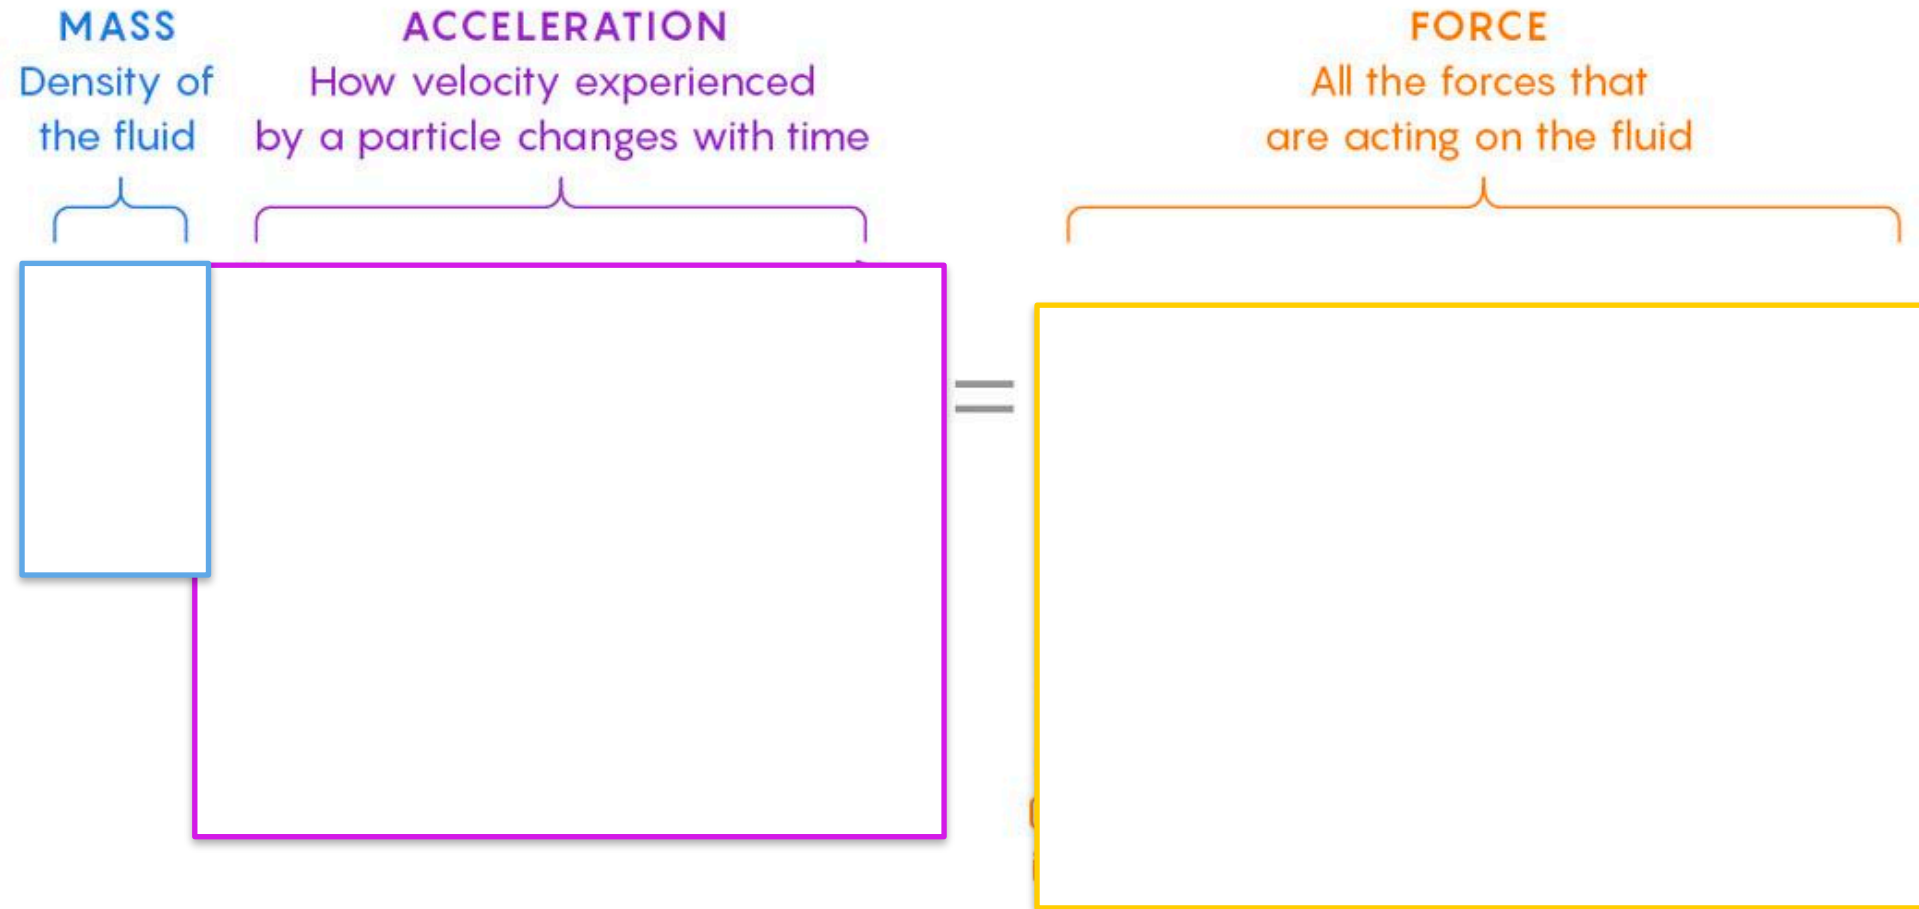 MASS
Density of
the fluid
ACCELERATION
How velocity experienced
by a particle changes with time
FORCE
All the forces that
are acting on the fluid
=